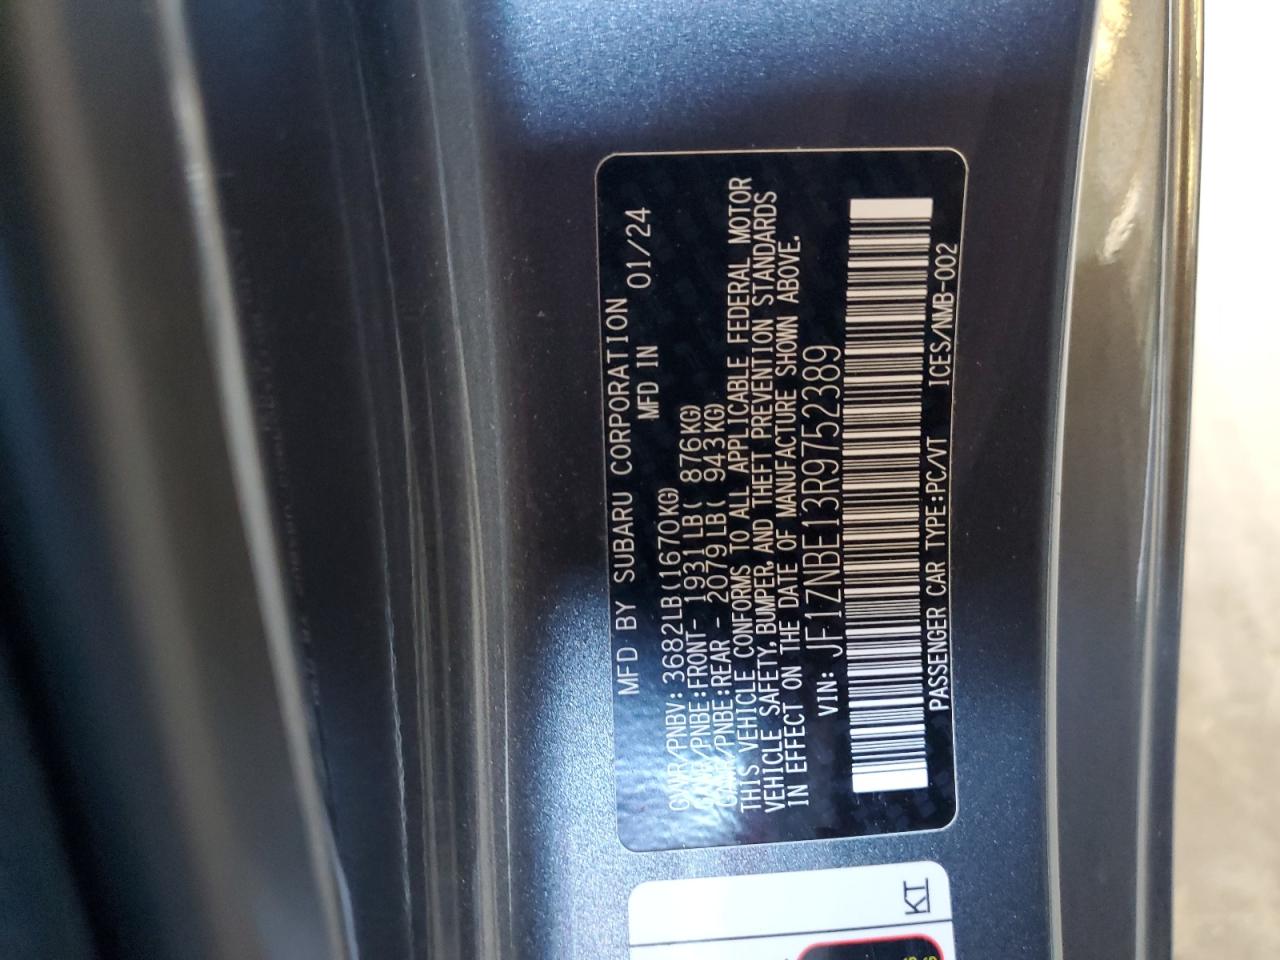 MFD BY SUBARU CORPORATION
MFD IN 01/24
GVWR/PNBV: 3682LB(1670KG)
GAWR/PNBE:FRONT- 1931LB( 876KG)
GAWR/PNBE:REAR - 2079LB( 943KG)
THIS VEHICLE CONFORMS TO ALL APPLICABLE FEDERAL MOTOR
VEHICLE SAFETY, BUMPER, AND THEFT PREVENTION STANDARDS
IN EFFECT ON THE DATE OF MANUFACTURE SHOWN ABOVE.
VIN: JF1ZNBE13R9752389
PASSENGER CAR TYPE:PC/VT ICES/NMB-002
KT